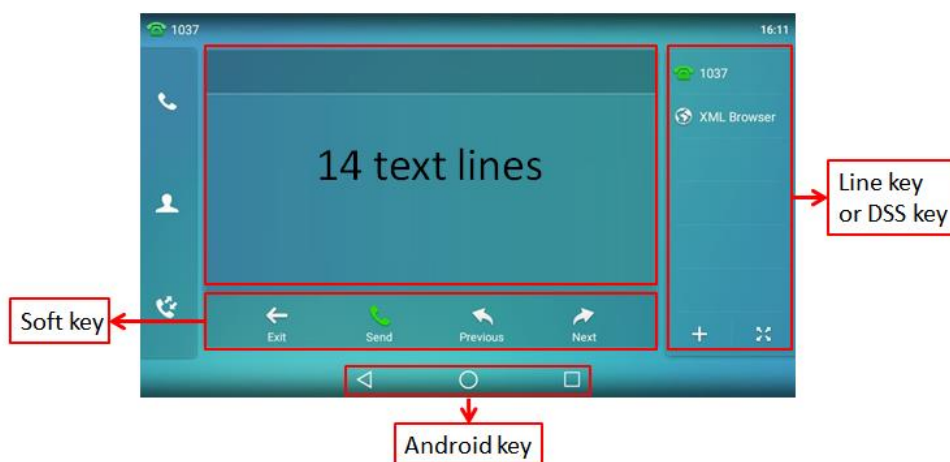 1037
16:11
1037
XML Browser
14 text lines
Line key
or DSS key
Soft key
Exit
Send
Previous
Next
Android key